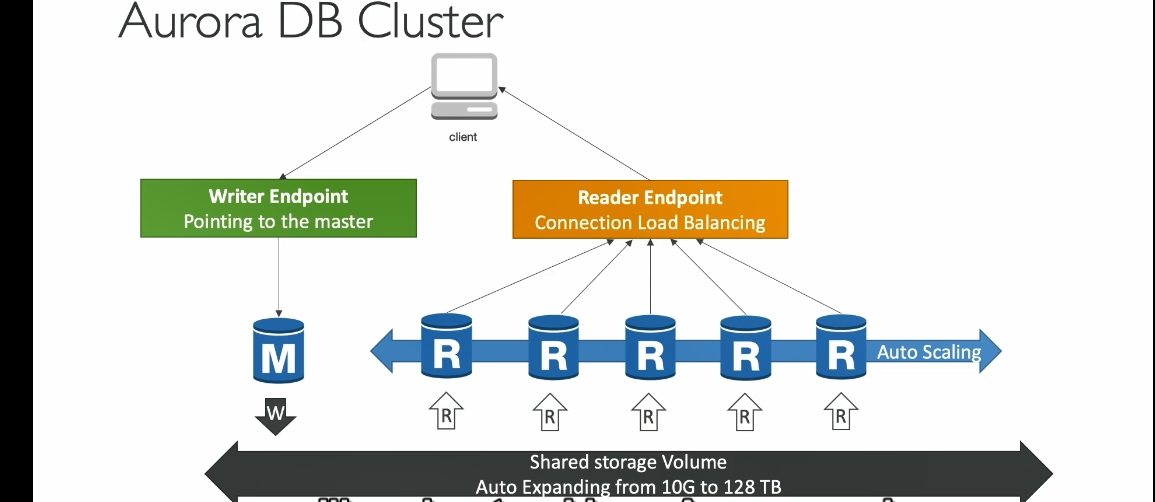 Aurora DB Cluster
client
Writer Endpoint
Pointing to the master
Reader Endpoint
Connection Load Balancing
M
R
R
R
R
R
Auto Scaling
W
R
R
R
R
R
Shared storage Volume
Auto Expanding from 10G to 128 TB